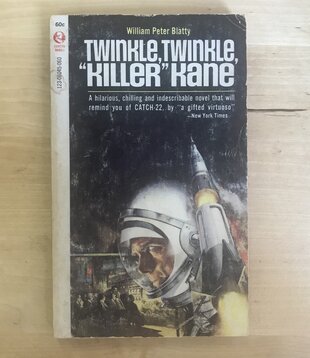 60c
William Peter Blatty
TWINKLE, TWINKLE,
"KILLER" KANE
A hilarious, chilling and indescribable novel that will
remind you of CATCH-22, by "a gifted virtuoso"
—New York Times